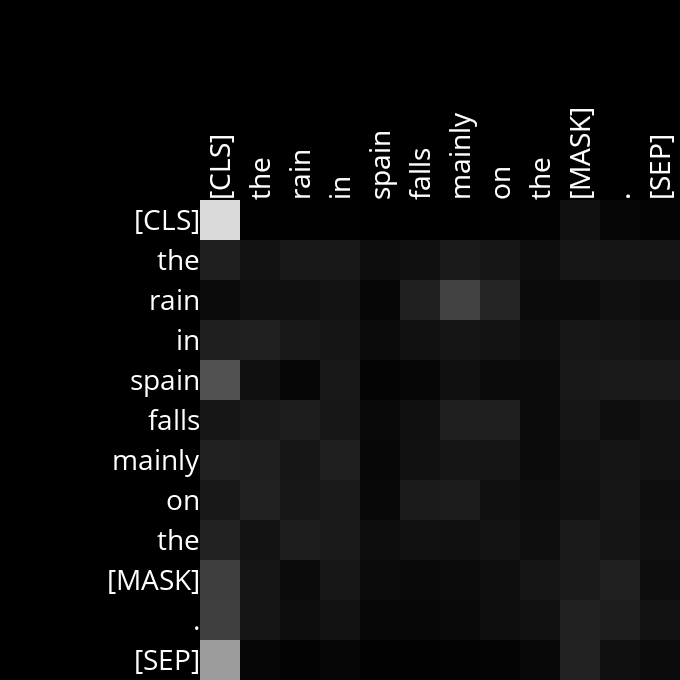 [CLS] the rain in spain falls mainly on the [MASK] . [SEP]
[CLS]
the
rain
in
spain
falls
mainly
on
the
[MASK]
.
[SEP]